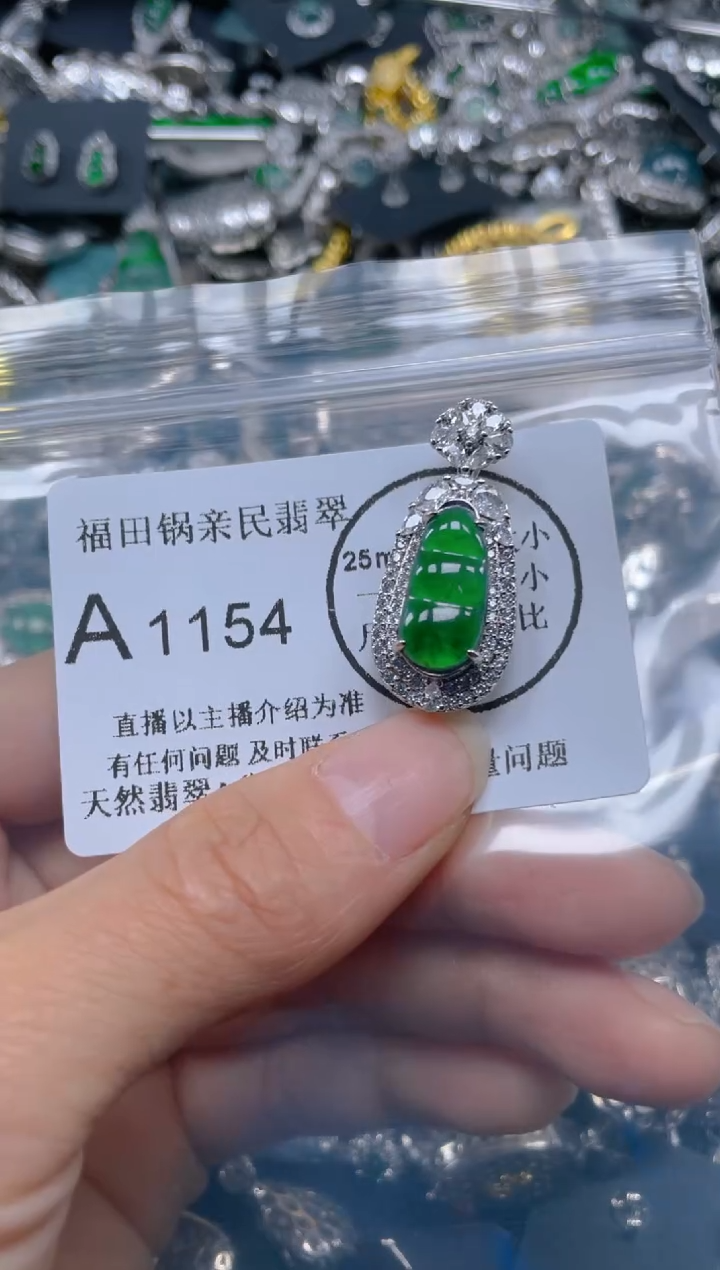 福田锅亲民翡翠
A1154
25m
小
小
比
直播以主播介绍为准
有任何问题 及时联
量问题
天然翡翠